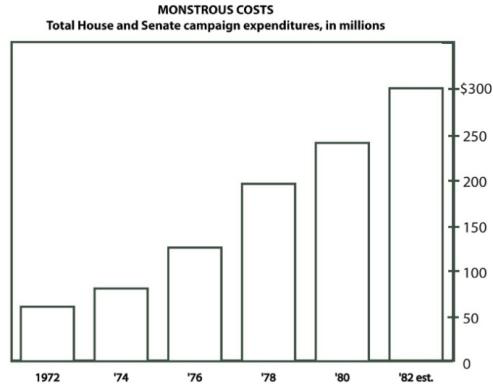 MONSTROUS COSTS
Total House and Senate campaign expenditures, in millions
$300
250
200
150
100
50
0
1972 '74 '76 '78 '80 '82 est.